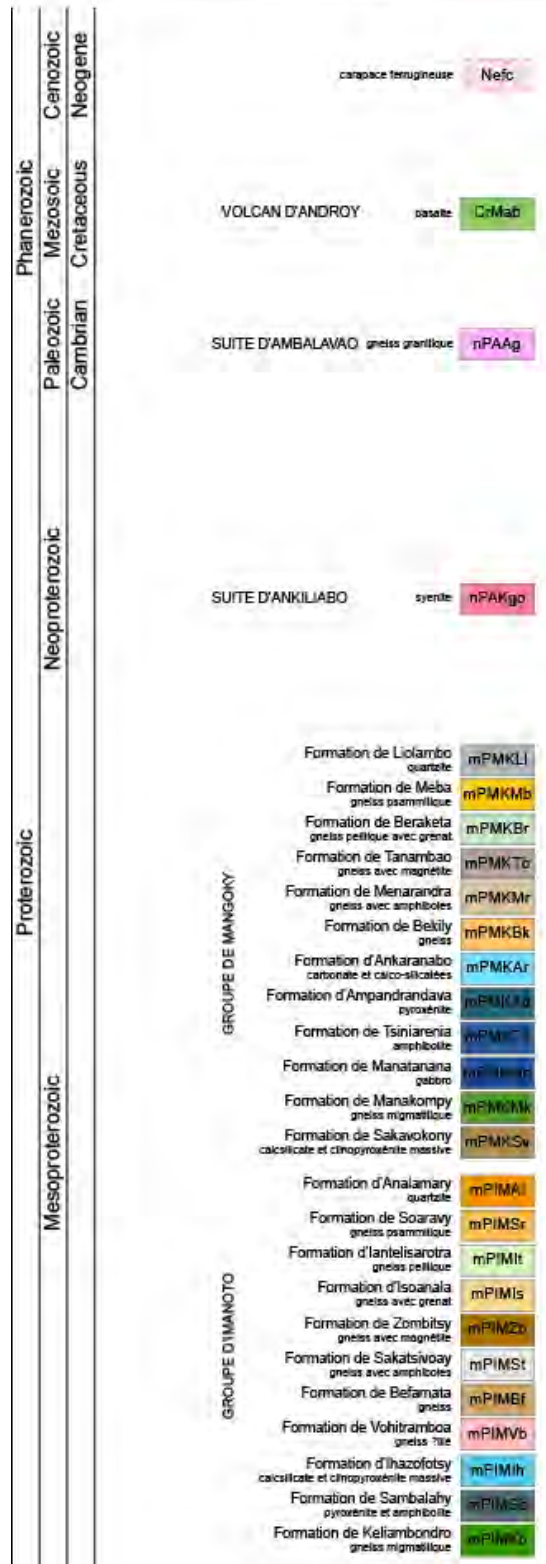 Phanerozoic
Cenozoic
Neogene
carapace ferrugineuse Nefc
Mezosoic
Cretaceous
VOLCAN D'ANDROY basalte CrMab
Paleozoic
Cambrian
SUITE D'AMBALAVAO gneiss granitique nPAAg
Proterozoic
Neoproterozoic
SUITE D'ANKILIABO syenite nPAKgo
Mesoproterozoic
GROUPE DE MANGOKY
Formation de Liolambo mPMKLl
quartzite
Formation de Meba mPMKMb
gneiss psammitique
Formation de Beraketa mPMKBr
gneiss pelitique avec grenat
Formation de Tanambao
gneiss avec magnétite
Formation de Menarandra mPMKMr
gneiss avec amphiboles
Formation de Bekily mPMKBk
gneiss
Formation d'Ankaranabo mPMKAr
carbonate et calco-silicatées
Formation d'Ampandrandava
pyroxénite
Formation de Tsiniarenia
amphibolite
Formation de Manatanana
gabbro
Formation de Manakompy
gneiss migmatitique
Formation de Sakavokony mPMKSv
calcsilicate et clinopyroxénite massive
GROUPE D'IMANOTO
Formation d'Analamary mPIMAl
quartzite
Formation de Soaravy mPIMSr
gneiss psammitique
Formation d'Iantelisarotra mPIMIt
gneiss pelitique
Formation d'Isoanala mPIMIs
gneiss avec grenat
Formation de Zombitsy mPIMZb
gneiss avec magnétite
Formation de Sakatsivoay mPIMSt
gneiss avec amphiboles
Formation de Befamata mPIMBf
gneiss
Formation de Vohitramboa mPIMVb
gneiss ?lité
Formation d'Ihazofotsy mPIMIh
calcsilicate et clinopyroxénite massive
Formation de Sambalahy mPIMSb
pyroxénite et amphibolite
Formation de Keliambondro mPIMKb
gneiss migmatitique